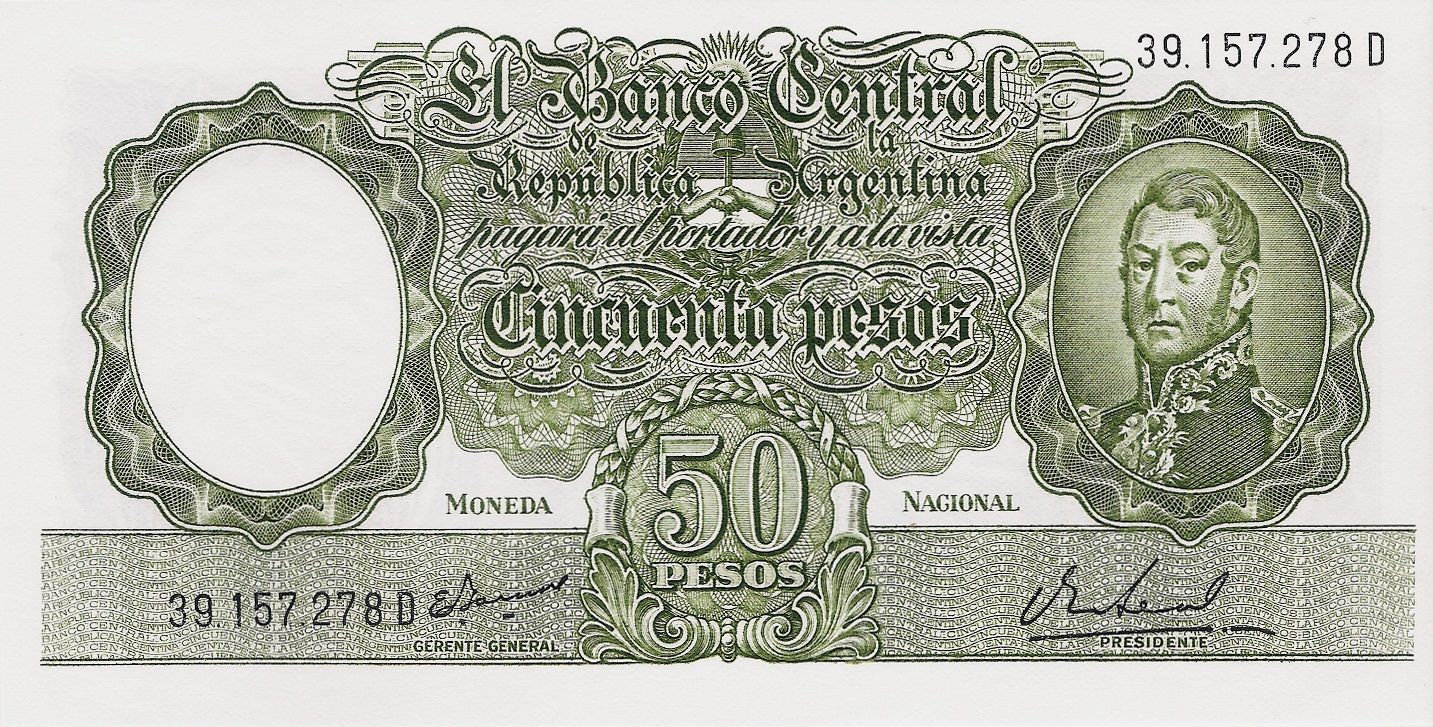 39.157.278 D
El Banco Central
de la
República Argentina
pagará al portador y a la vista
Cincuenta pesos
50
PESOS
MONEDA NACIONAL
39.157.278 D
GERENTE GENERAL
PRESIDENTE